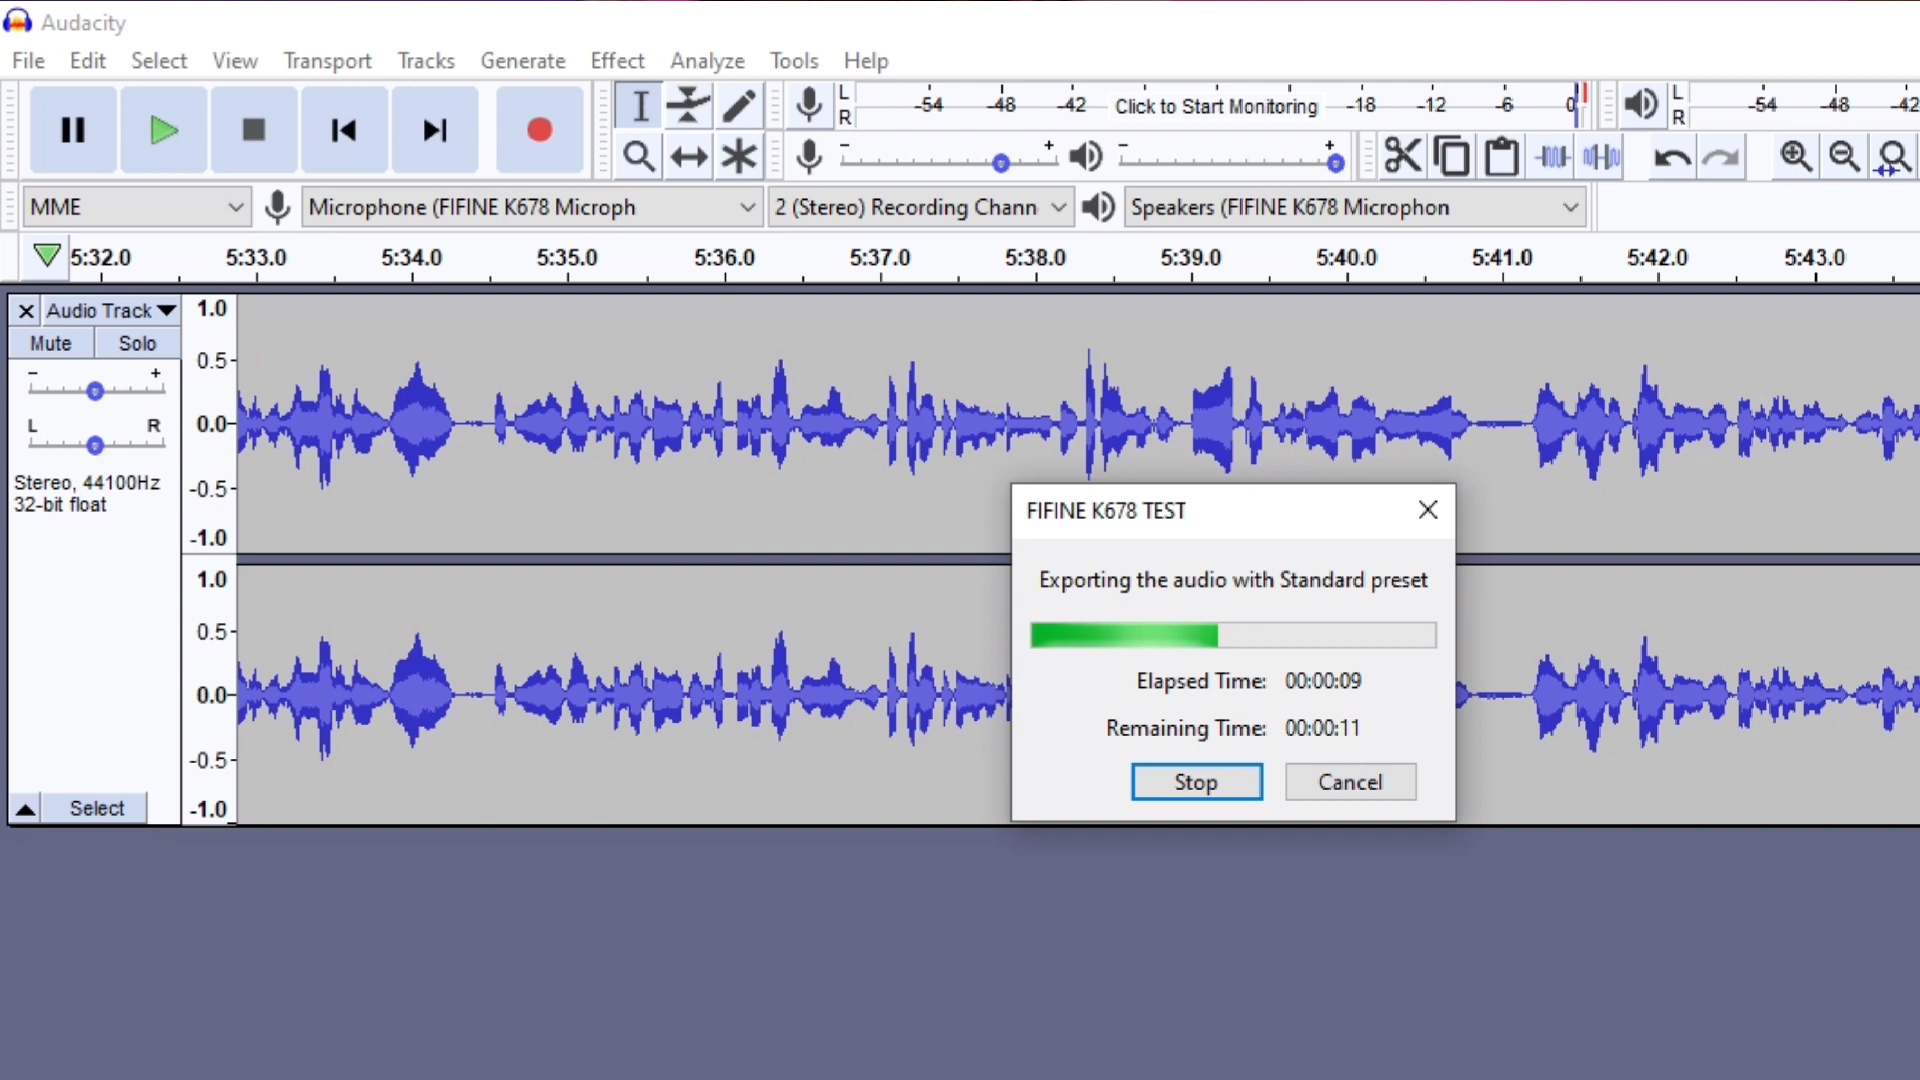 Audacity
File Edit Select View Transport Tracks Generate Effect Analyze Tools Help
L -54 -48 -42 Click to Start Monitoring -18 -12 -6 0 L -54 -48 -42
R R
- + - +
MME Microphone (FIFINE K678 Microph 2 (Stereo) Recording Chann Speakers (FIFINE K678 Microphon
5:32.0 5:33.0 5:34.0 5:35.0 5:36.0 5:37.0 5:38.0 5:39.0 5:40.0 5:41.0 5:42.0 5:43.0
Audio Track 1.0
Mute Solo
0.5
- +
L R 0.0
Stereo, 44100Hz -0.5
32-bit float
-1.0
FIFINE K678 TEST
Exporting the audio with Standard preset
Elapsed Time: 00:00:09
Remaining Time: 00:00:11
Stop Cancel
1.0
0.5
0.0
-0.5
Select -1.0